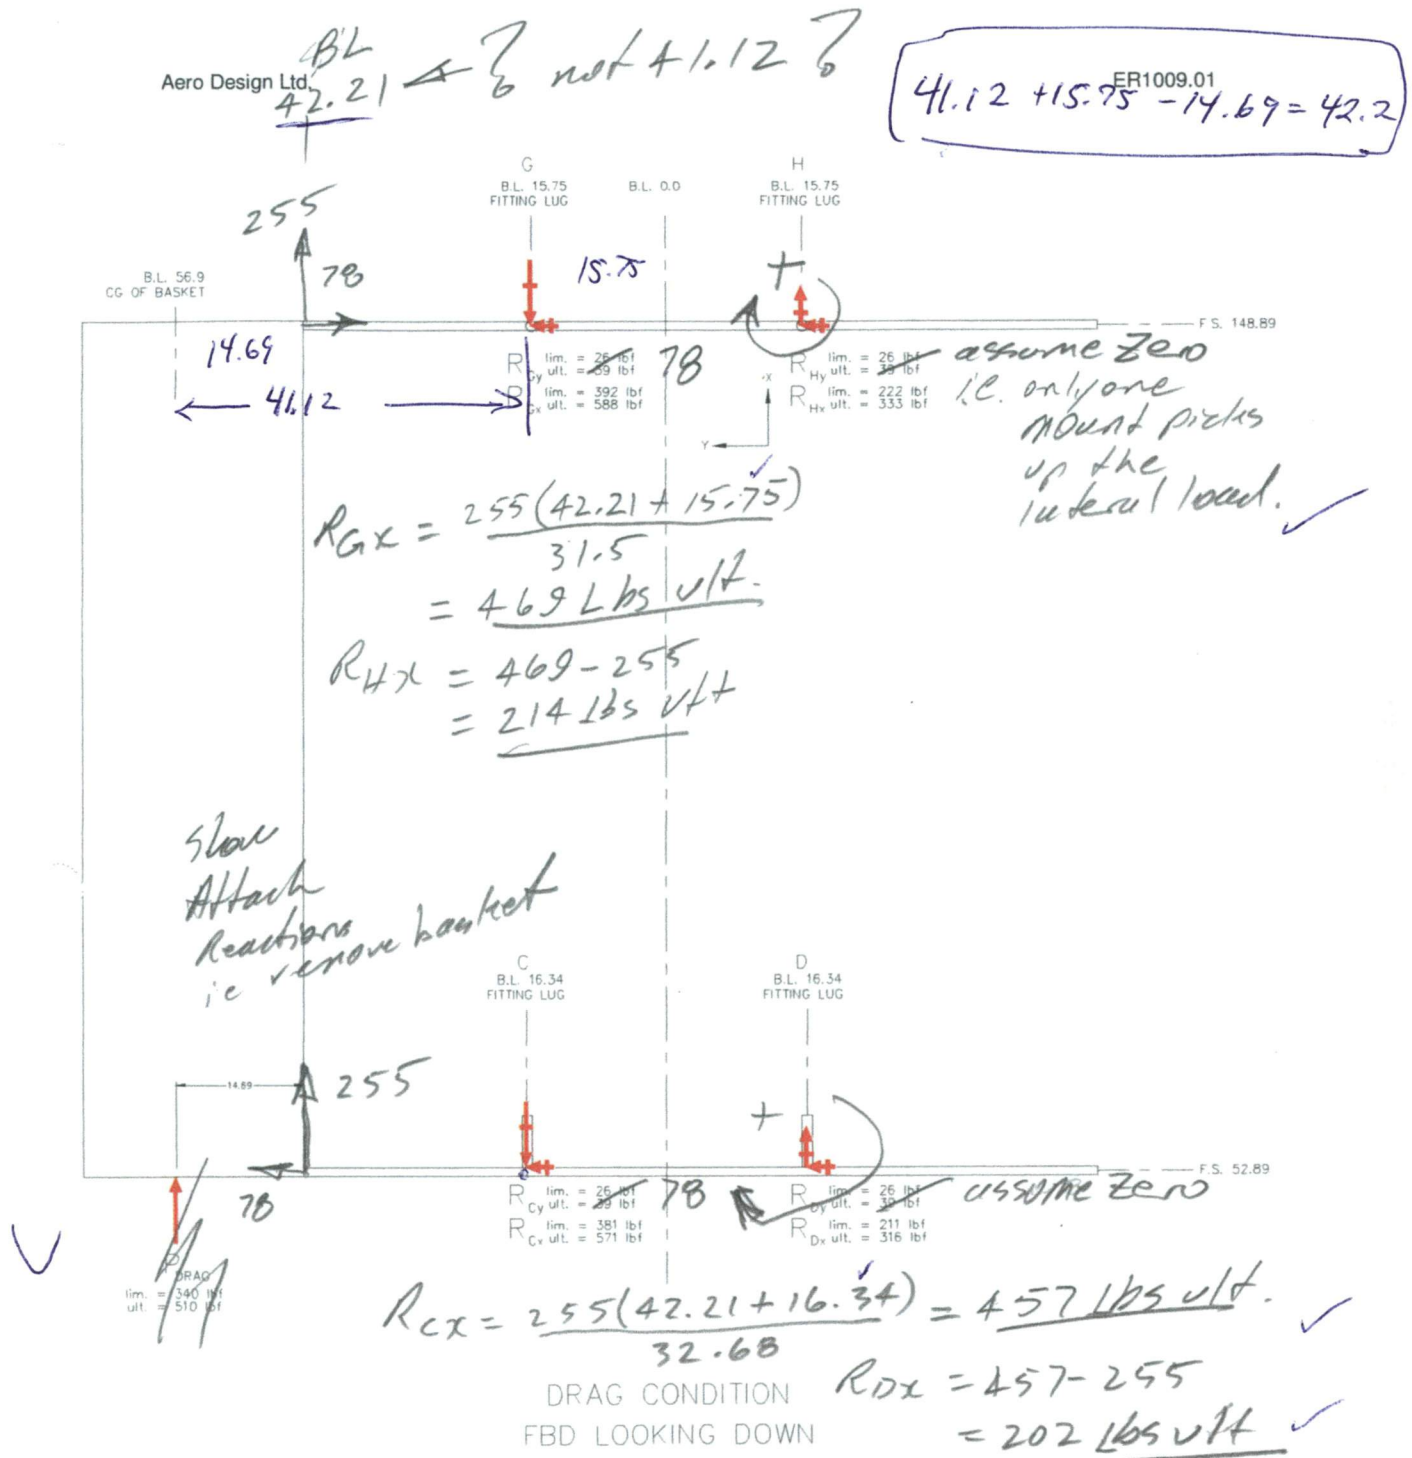 BL
Aero Design Ltd.
42.21 ? not 41.12 ?
ER1009.01
41.12 + 15.75 - 14.69 = 42.2
G
B.L. 15.75
FITTING LUG
B.L. 0.0
H
B.L. 15.75
FITTING LUG
255
78
15.75
+
B.L. 56.9
CG OF BASKET
F.S. 148.89
14.69
41.12
RGy lim. = 26 lbf
ult. = 39 lbf
78
RGx lim. = 392 lbf
ult. = 588 lbf
RHy lim. = 26 lbf
ult. = 39 lbf
RHx lim. = 222 lbf
ult. = 333 lbf
assume Zero
i.e. only one
mount picks
up the
lateral load.
X
Y
RGx = 255(42.21 + 15.75)
31.5
= 469 Lbs ult.
RHx = 469 - 255
= 214 lbs ult
Show
Attach
Reactions
ie remove basket
C
B.L. 16.34
FITTING LUG
D
B.L. 16.34
FITTING LUG
14.69
255
+
F.S. 52.89
78
RCy lim. = 26 lbf
ult. = 39 lbf
78
RCx lim. = 381 lbf
ult. = 571 lbf
RDy lim. = 26 lbf
ult. = 39 lbf
RDx lim. = 211 lbf
ult. = 316 lbf
assume Zero
P DRAG
lim. = 340 lbf
ult. = 510 lbf
RCx = 255(42.21 + 16.34) = 457 Lbs ult.
32.68
DRAG CONDITION
FBD LOOKING DOWN
RDx = 457 - 255
= 202 Lbs ult